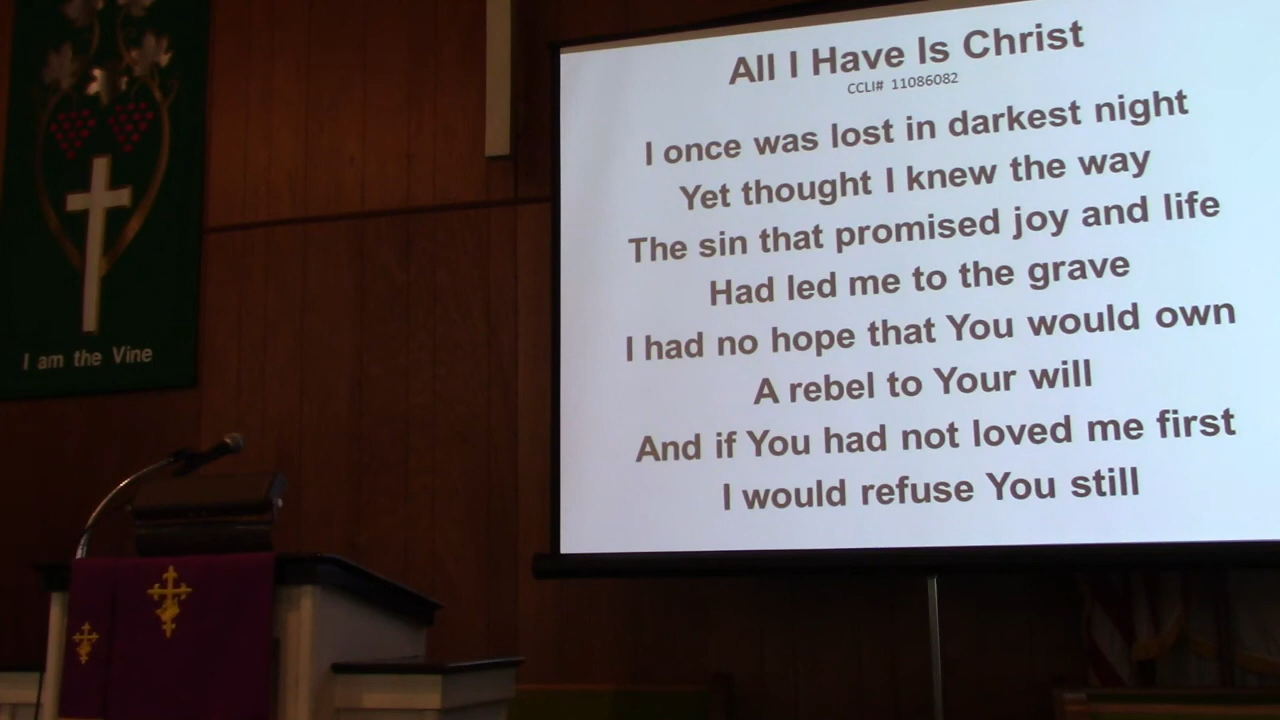 All I Have Is Christ
CCLI# 11086082
I once was lost in darkest night
Yet thought I knew the way
The sin that promised joy and life
Had led me to the grave
I had no hope that You would own
A rebel to Your will
And if You had not loved me first
I would refuse You still
I am the Vine